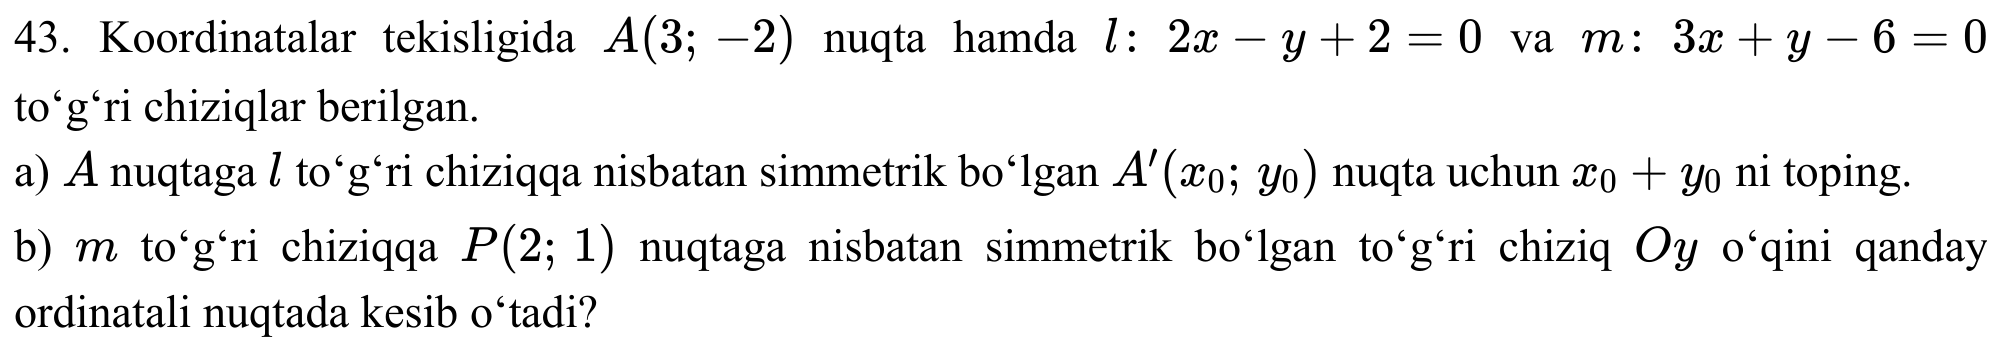 43. Koordinatalar tekisligida A(3; −2) nuqta hamda l: 2x − y + 2 = 0 va m: 3x + y − 6 = 0
to‘g‘ri chiziqlar berilgan.
a) A nuqtaga l to‘g‘ri chiziqqa nisbatan simmetrik bo‘lgan A′(x₀; y₀) nuqta uchun x₀ + y₀ ni toping.
b) m to‘g‘ri chiziqqa P(2; 1) nuqtaga nisbatan simmetrik bo‘lgan to‘g‘ri chiziq Oy o‘qini qanday
ordinatali nuqtada kesib o‘tadi?